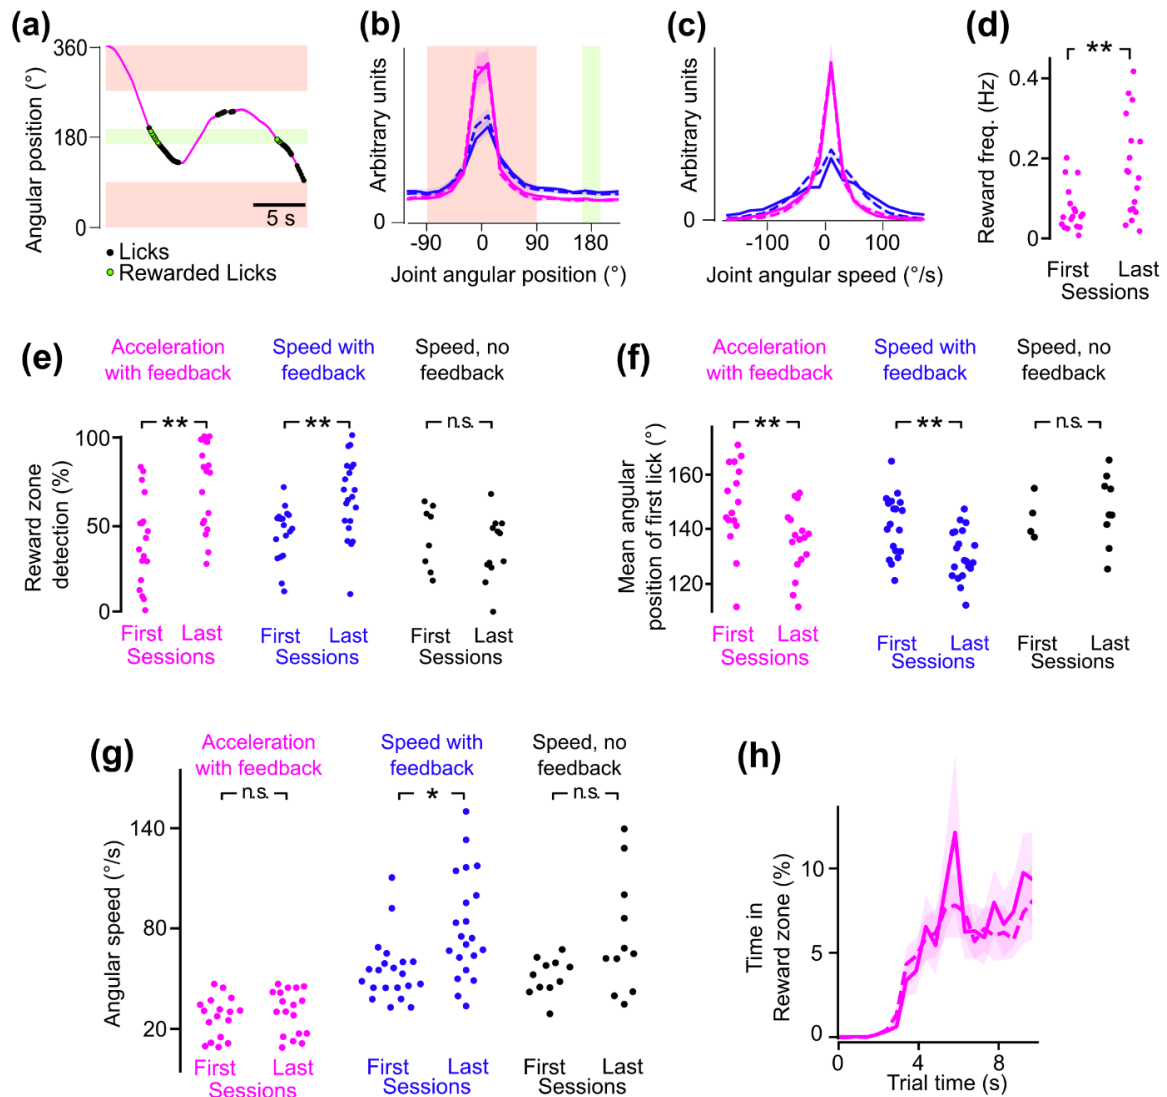 (a)
360
180
0
Angular position (°)
5 s
Licks
Rewarded Licks
(b)
Arbitrary units
0
-90
0
90
180
Joint angular position (°)
(c)
Arbitrary units
0
-100
0
100
Joint angular speed (°/s)
(d)
**
Reward freq. (Hz)
0.4
0.2
0
First
Last
Sessions
(e)
Acceleration
with feedback
Speed with
feedback
Speed, no
feedback
**
**
n.s.
Reward zone
detection (%)
100
50
0
First
Last
Sessions
First
Last
Sessions
First
Last
Sessions
(f)
Acceleration
with feedback
Speed with
feedback
Speed, no
feedback
**
**
n.s.
Mean angular
position of first lick (°)
160
140
120
First
Last
Sessions
First
Last
Sessions
First
Last
Sessions
(g)
Acceleration
with feedback
Speed with
feedback
Speed, no
feedback
n.s.
*
n.s.
Angular speed (°/s)
140
80
20
First
Last
Sessions
First
Last
Sessions
First
Last
Sessions
(h)
Time in
Reward zone (%)
10
5
0
0
4
8
Trial time (s)